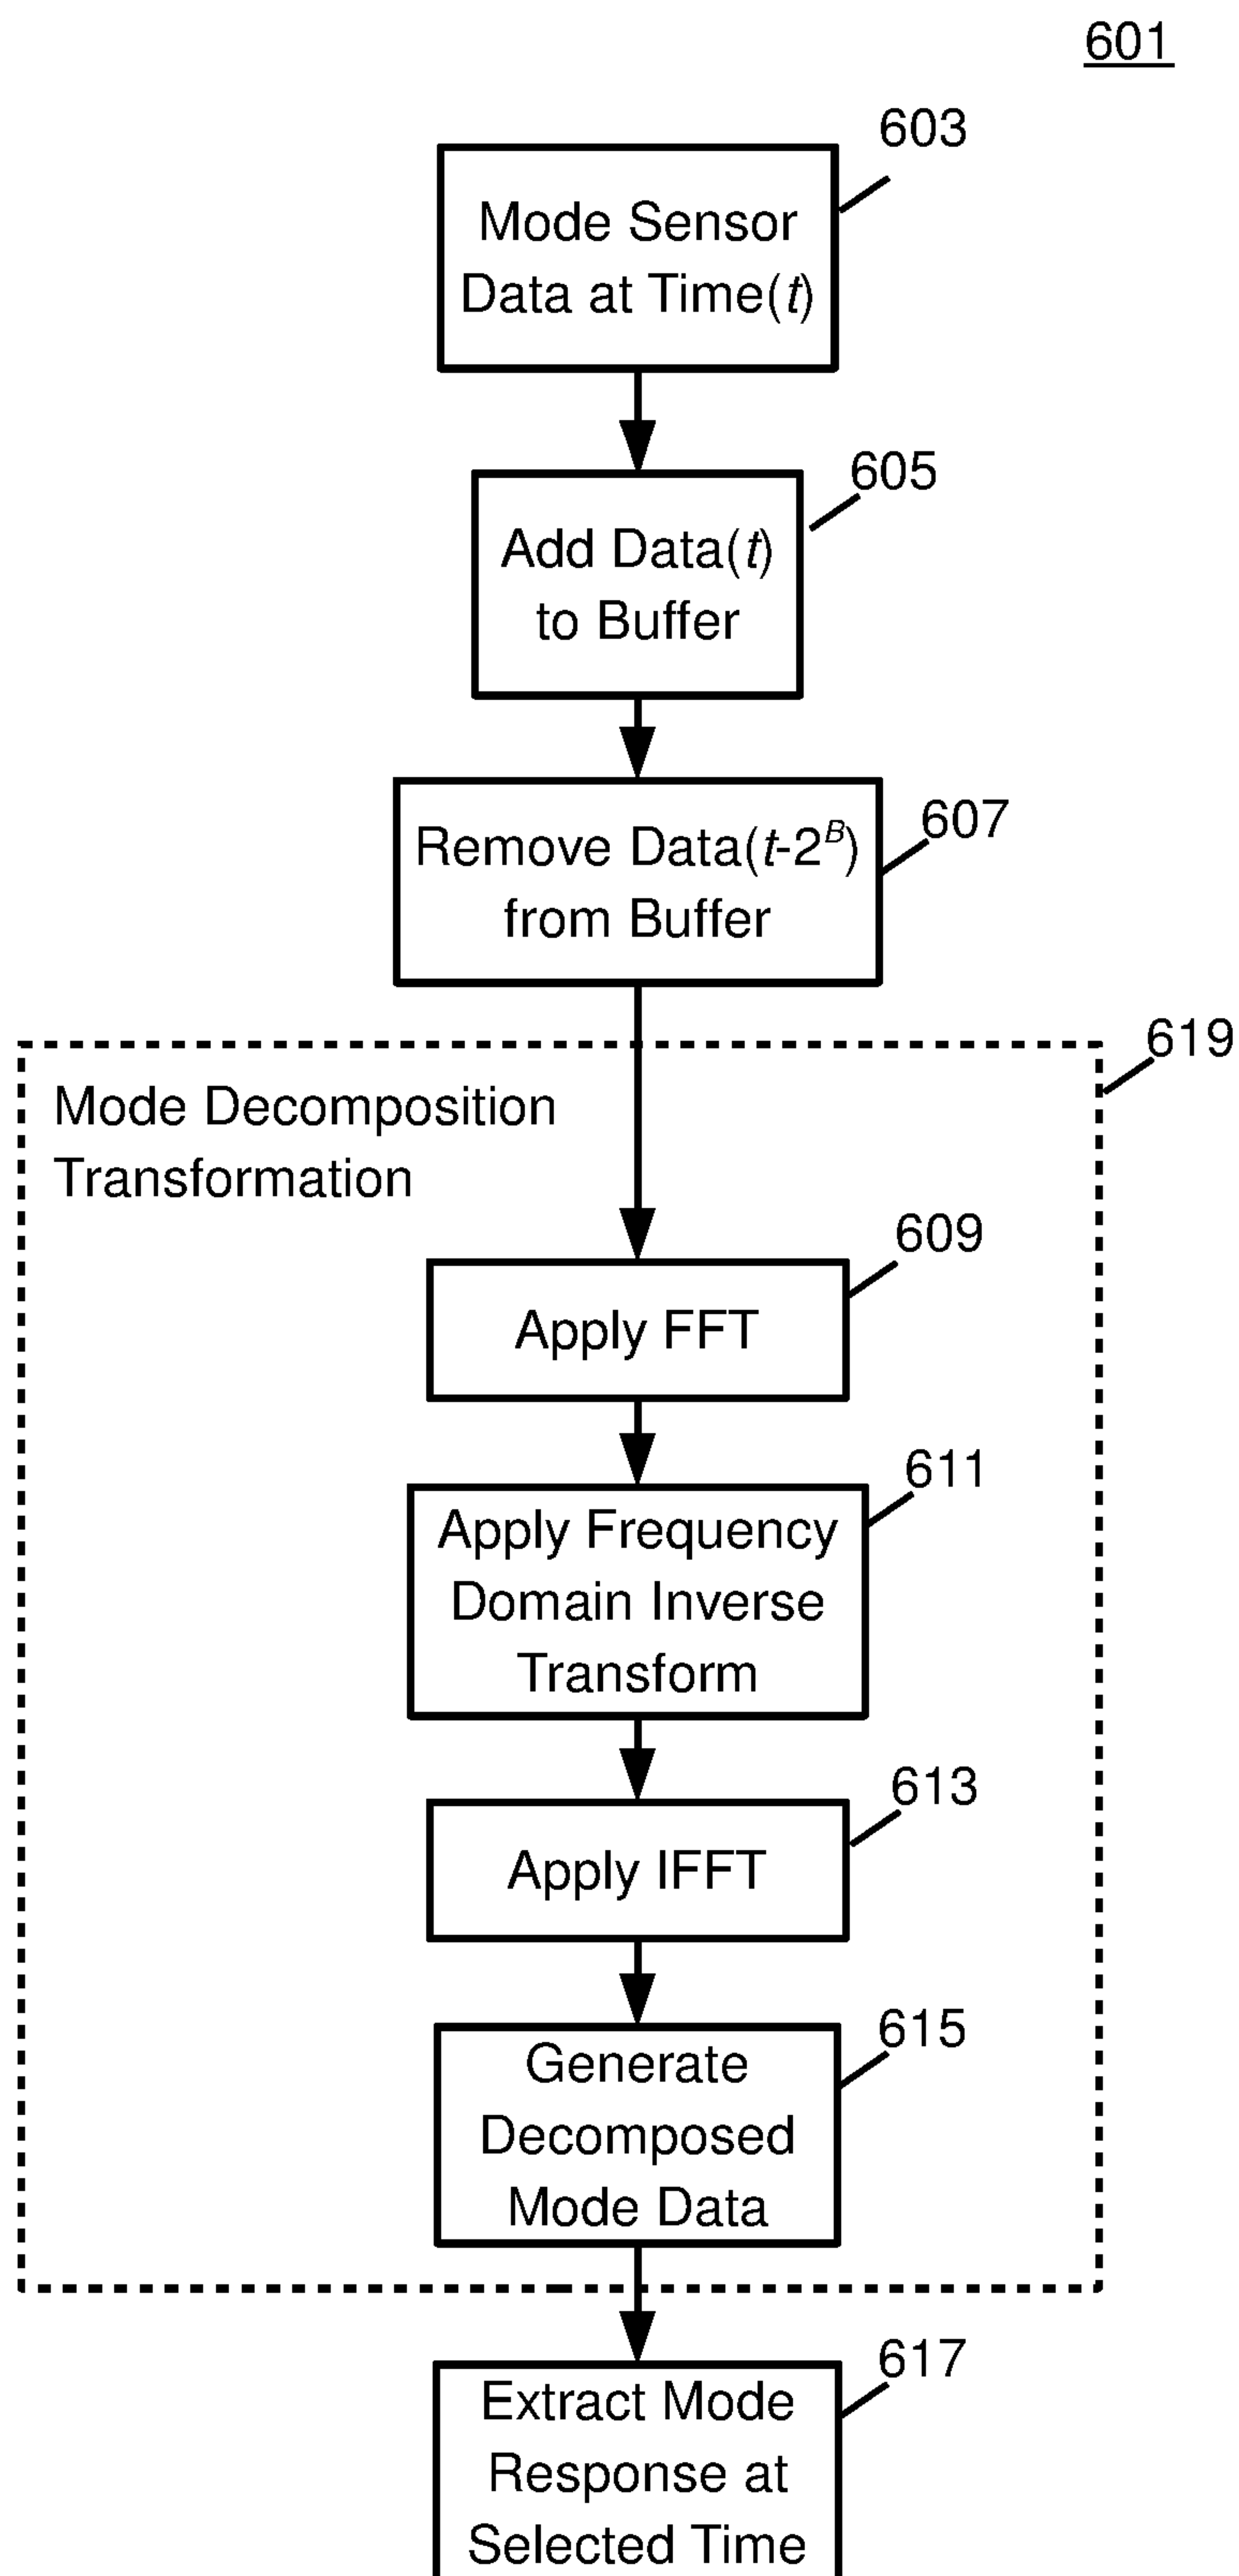 601
603
Mode Sensor
Data at Time(t)
605
Add Data(t)
to Buffer
607
Remove Data(t-2^B)
from Buffer
619
Mode Decomposition
Transformation
609
Apply FFT
611
Apply Frequency
Domain Inverse
Transform
613
Apply IFFT
615
Generate
Decomposed
Mode Data
617
Extract Mode
Response at
Selected Time